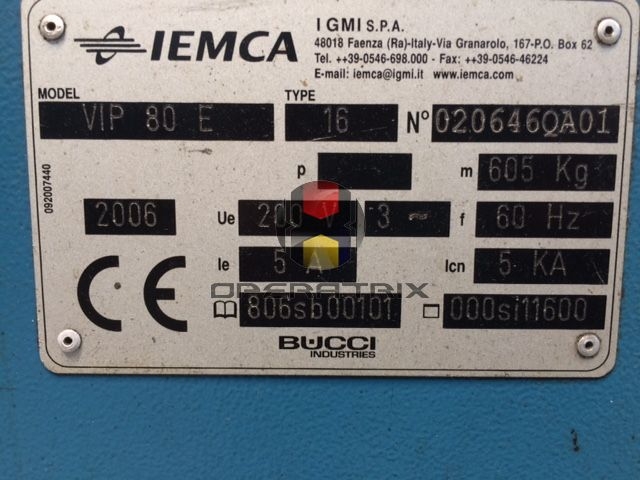 IEMCA
I GMI S.P.A.
48018 Faenza (Ra)-Italy-Via Granarolo, 167-P.O. Box 62
Tel. ++39-0546-698.000 - Fax: ++39-0546-46224
E-mail: iemca@igmi.it www.iemca.com
MODEL TYPE
VIP 80 E 16 N° 020646QA01
p m 605 Kg
2006 Ue 200 V 3 ~ f 60 Hz
Ie 5 A Icn 5 KA
CE
OPERATRIX
806sb00101 000si11600
BUCCI
INDUSTRIES
092007440